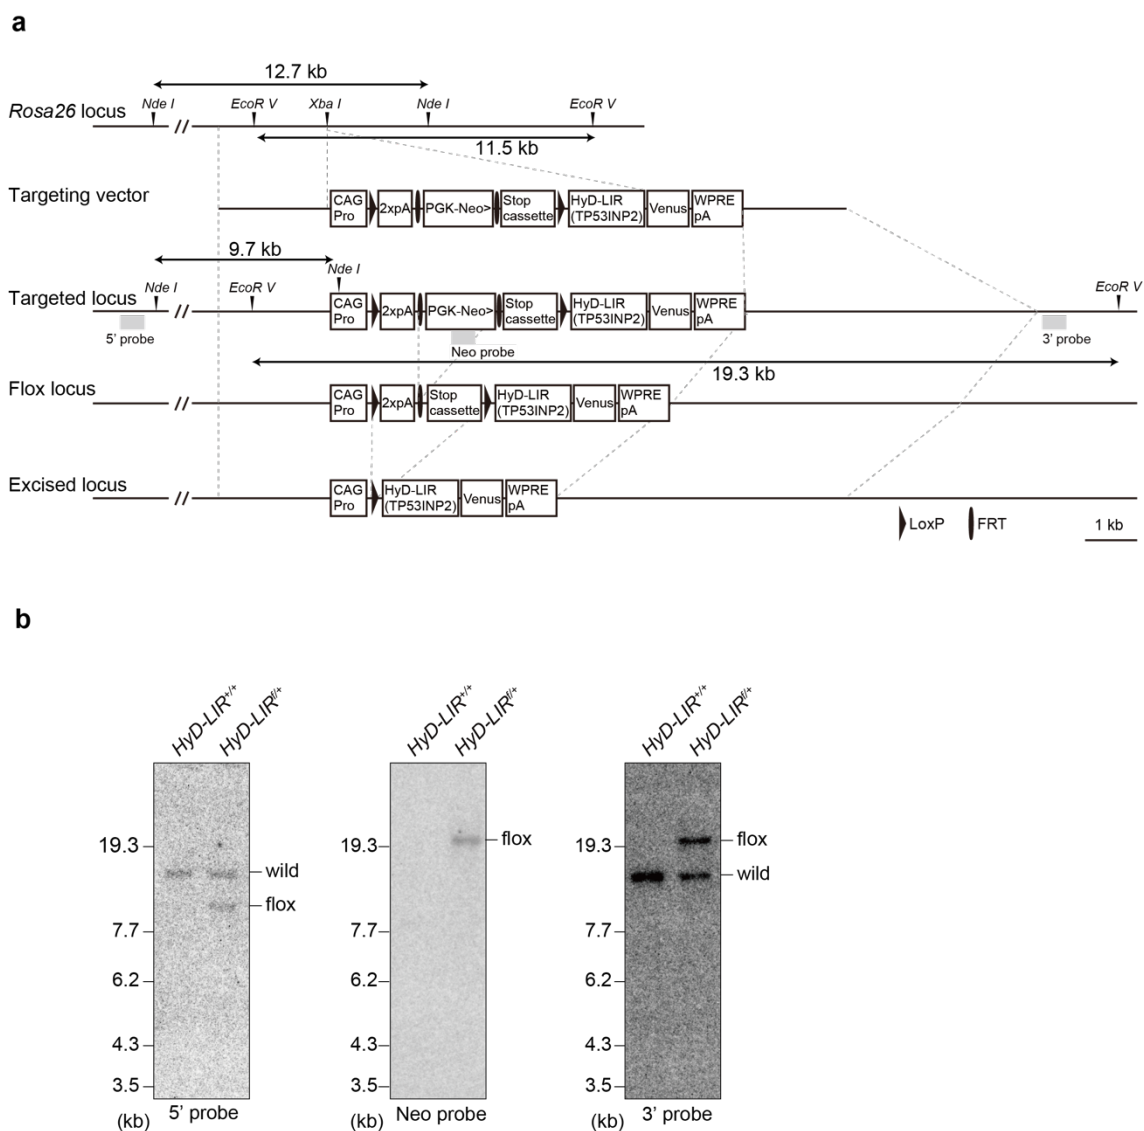 a
12.7 kb
Rosa26 locus
Nde I
EcoR V
Xba I
Nde I
EcoR V
11.5 kb
Targeting vector
CAG Pro
2xpA
PGK-Neo>
Stop cassette
HyD-LIR (TP53INP2)
Venus
WPRE pA
9.7 kb
Targeted locus
Nde I
EcoR V
Nde I
EcoR V
CAG Pro
2xpA
PGK-Neo>
Stop cassette
HyD-LIR (TP53INP2)
Venus
WPRE pA
5' probe
Neo probe
3' probe
19.3 kb
Flox locus
CAG Pro
2xpA
Stop cassette
HyD-LIR (TP53INP2)
Venus
WPRE pA
Excised locus
CAG Pro
HyD-LIR (TP53INP2)
Venus
WPRE pA
LoxP
FRT
1 kb
b
HyD-LIR+/+
HyD-LIRf/+
19.3
wild
flox
7.7
6.2
4.3
3.5
(kb)
5' probe
HyD-LIR+/+
HyD-LIRf/+
19.3
flox
7.7
6.2
4.3
3.5
(kb)
Neo probe
HyD-LIR+/+
HyD-LIRf/+
19.3
flox
wild
7.7
6.2
4.3
3.5
(kb)
3' probe